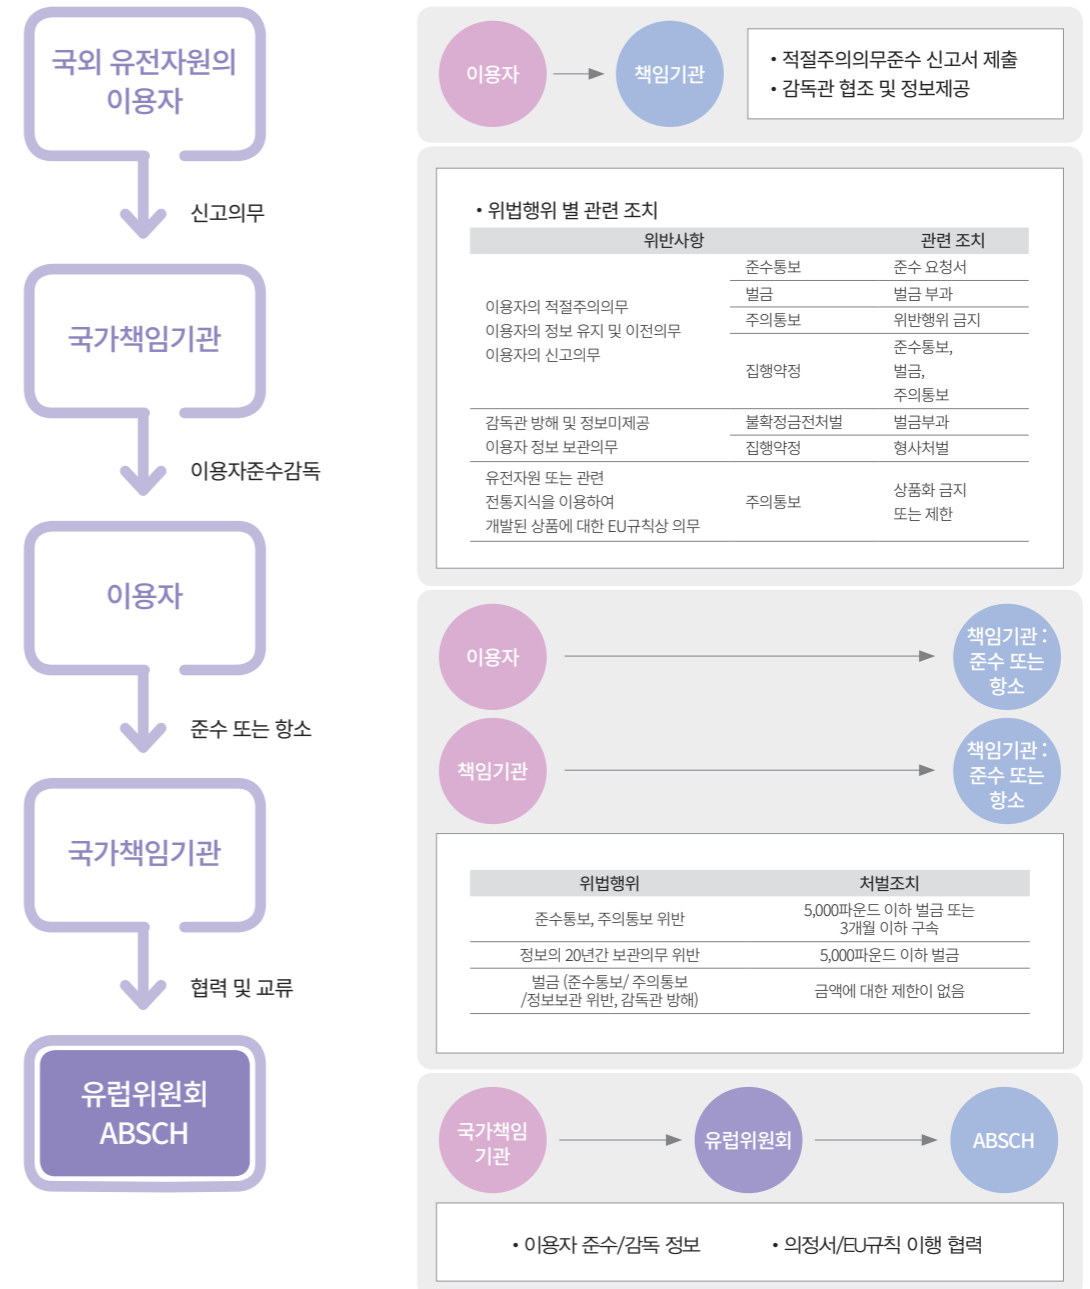 국외 유전자원의
이용자
신고의무
국가책임기관
이용자준수감독
이용자
준수 또는 항소
국가책임기관
협력 및 교류
유럽위원회
ABSCH
이용자
책임기관
• 적절주의의무준수 신고서 제출
• 감독관 협조 및 정보제공
• 위법행위 별 관련 조치
위반사항 관련 조치
이용자의 적절주의의무
이용자의 정보 유지 및 이전의무
이용자의 신고의무
준수통보 준수 요청서
벌금 벌금 부과
주의통보 위반행위 금지
집행약정
준수통보,
벌금,
주의통보
감독관 방해 및 정보미제공
이용자 정보 보관의무
불확정금전처벌 벌금부과
집행약정 형사처벌
유전자원 또는 관련
전통지식을 이용하여
개발된 상품에 대한 EU규칙상 의무
주의통보
상품화 금지
또는 제한
이용자
책임기관 :
준수 또는
항소
책임기관
책임기관 :
준수 또는
항소
위법행위 처벌조치
준수통보, 주의통보 위반
5,000파운드 이하 벌금 또는
3개월 이하 구속
정보의 20년간 보관의무 위반 5,000파운드 이하 벌금
벌금 (준수통보/ 주의통보
/정보보관 위반, 감독관 방해)
금액에 대한 제한이 없음
국가책임
기관
유럽위원회
ABSCH
• 이용자 준수/감독 정보 • 의정서/EU규칙 이행 협력